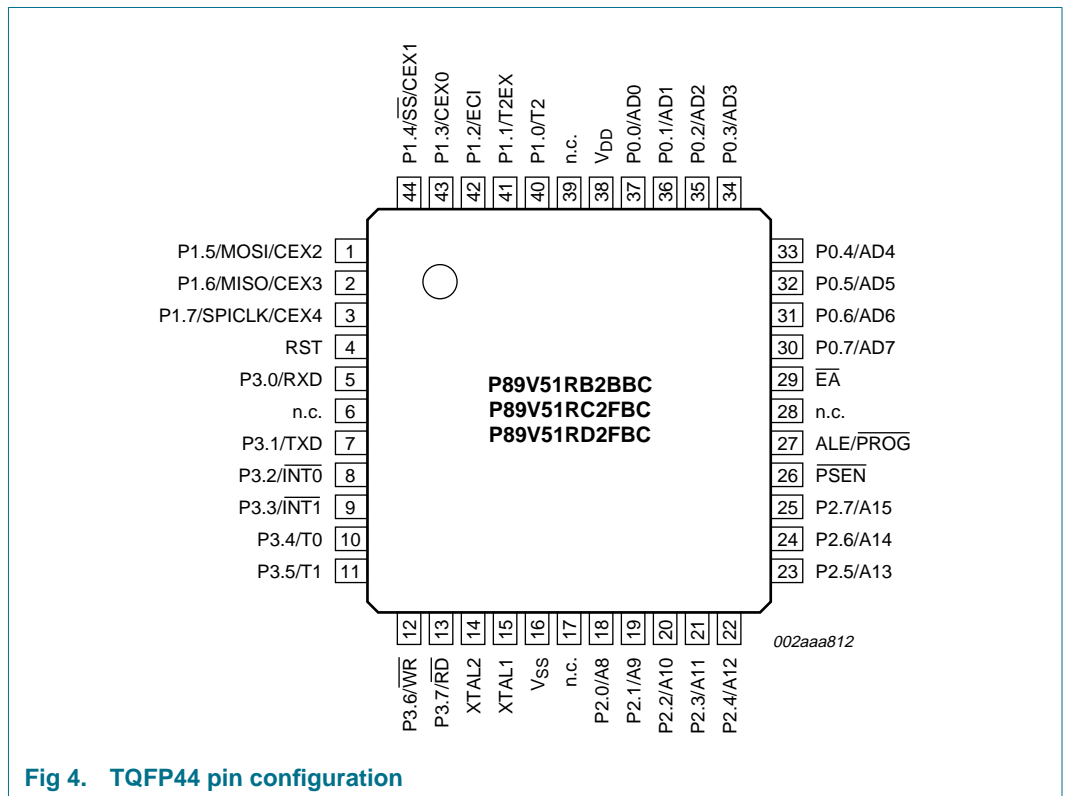 P1.4/S̅S̅/CEX1
P1.3/CEX0
P1.2/ECI
P1.1/T2EX
P1.0/T2
n.c.
VDD
P0.0/AD0
P0.1/AD1
P0.2/AD2
P0.3/AD3
44 43 42 41 40 39 38 37 36 35 34
P1.5/MOSI/CEX2 1
P1.6/MISO/CEX3 2
P1.7/SPICLK/CEX4 3
RST 4
P3.0/RXD 5
n.c. 6
P3.1/TXD 7
P3.2/I̅N̅T̅0̅ 8
P3.3/I̅N̅T̅1̅ 9
P3.4/T0 10
P3.5/T1 11
P89V51RB2BBC
P89V51RC2FBC
P89V51RD2FBC
33 P0.4/AD4
32 P0.5/AD5
31 P0.6/AD6
30 P0.7/AD7
29 E̅A̅
28 n.c.
27 ALE/P̅R̅O̅G̅
26 P̅S̅E̅N̅
25 P2.7/A15
24 P2.6/A14
23 P2.5/A13
12 13 14 15 16 17 18 19 20 21 22
P3.6/W̅R̅
P3.7/R̅D̅
XTAL2
XTAL1
VSS
n.c.
P2.0/A8
P2.1/A9
P2.2/A10
P2.3/A11
P2.4/A12
002aaa812
Fig 4. TQFP44 pin configuration